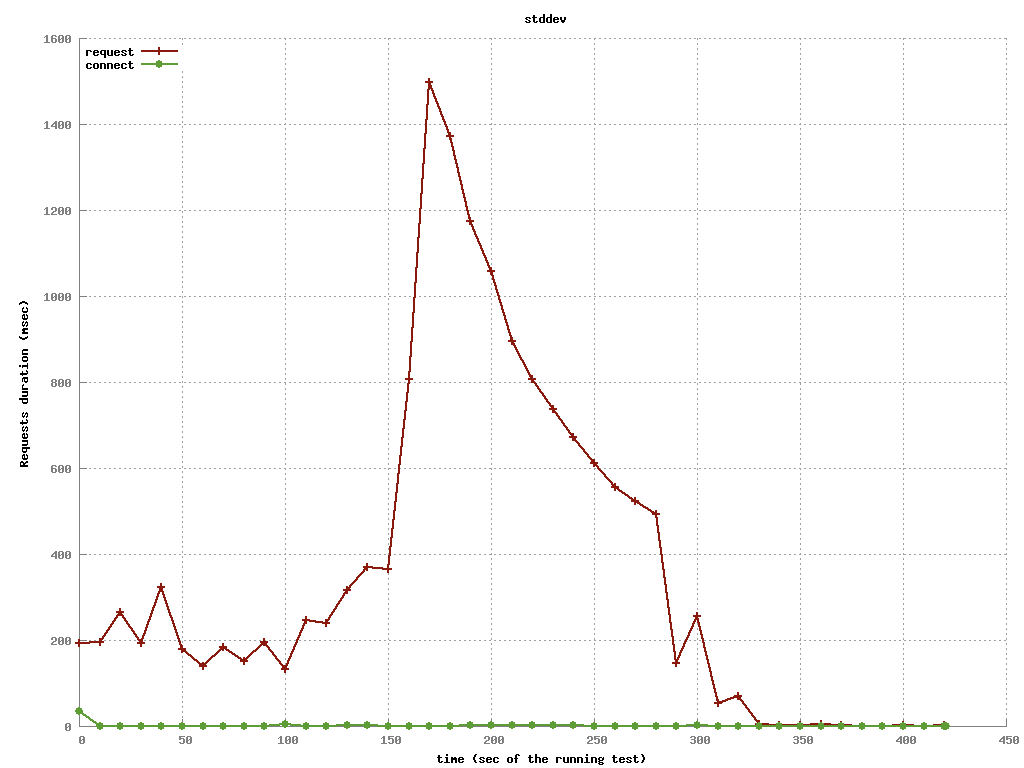 stddev
1600
request
connect
1400
1200
1000
800
600
400
200
0
Requests duration (msec)
0 50 100 150 200 250 300 350 400 450
time (sec of the running test)